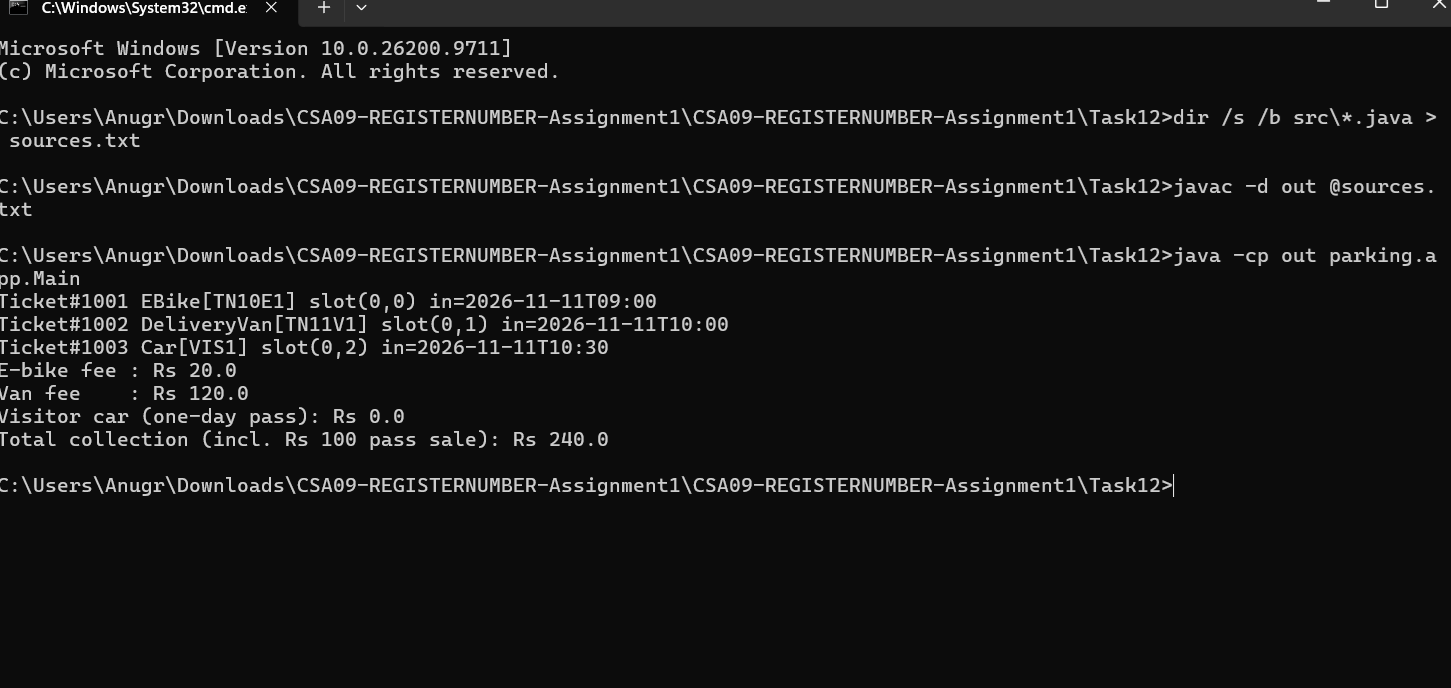 C:\Windows\System32\cmd.e
Microsoft Windows [Version 10.0.26200.9711]
(c) Microsoft Corporation. All rights reserved.
C:\Users\Anugr\Downloads\CSA09-REGISTERNUMBER-Assignment1\CSA09-REGISTERNUMBER-Assignment1\Task12>dir /s /b src\*.java >
 sources.txt
C:\Users\Anugr\Downloads\CSA09-REGISTERNUMBER-Assignment1\CSA09-REGISTERNUMBER-Assignment1\Task12>javac -d out @sources.
txt
C:\Users\Anugr\Downloads\CSA09-REGISTERNUMBER-Assignment1\CSA09-REGISTERNUMBER-Assignment1\Task12>java -cp out parking.a
pp.Main
Ticket#1001 EBike[TN10E1] slot(0,0) in=2026-11-11T09:00
Ticket#1002 DeliveryVan[TN11V1] slot(0,1) in=2026-11-11T10:00
Ticket#1003 Car[VIS1] slot(0,2) in=2026-11-11T10:30
E-bike fee : Rs 20.0
Van fee    : Rs 120.0
Visitor car (one-day pass): Rs 0.0
Total collection (incl. Rs 100 pass sale): Rs 240.0
C:\Users\Anugr\Downloads\CSA09-REGISTERNUMBER-Assignment1\CSA09-REGISTERNUMBER-Assignment1\Task12>